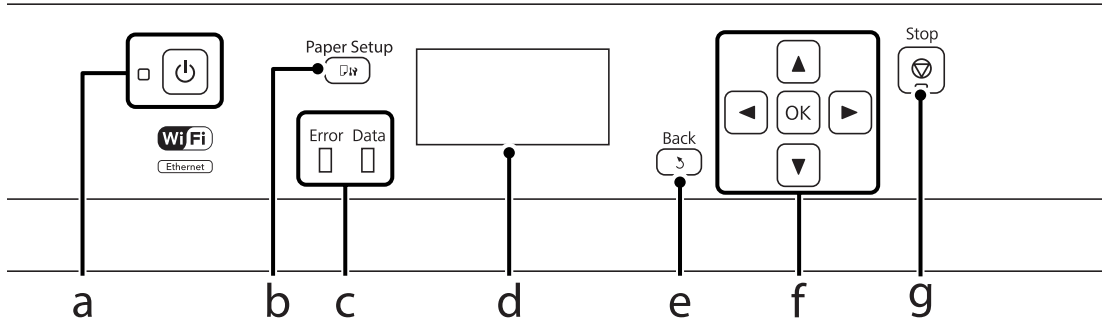 Paper Setup
Stop
WiFi
Ethernet
Error Data
Back
OK
a b c d e f g